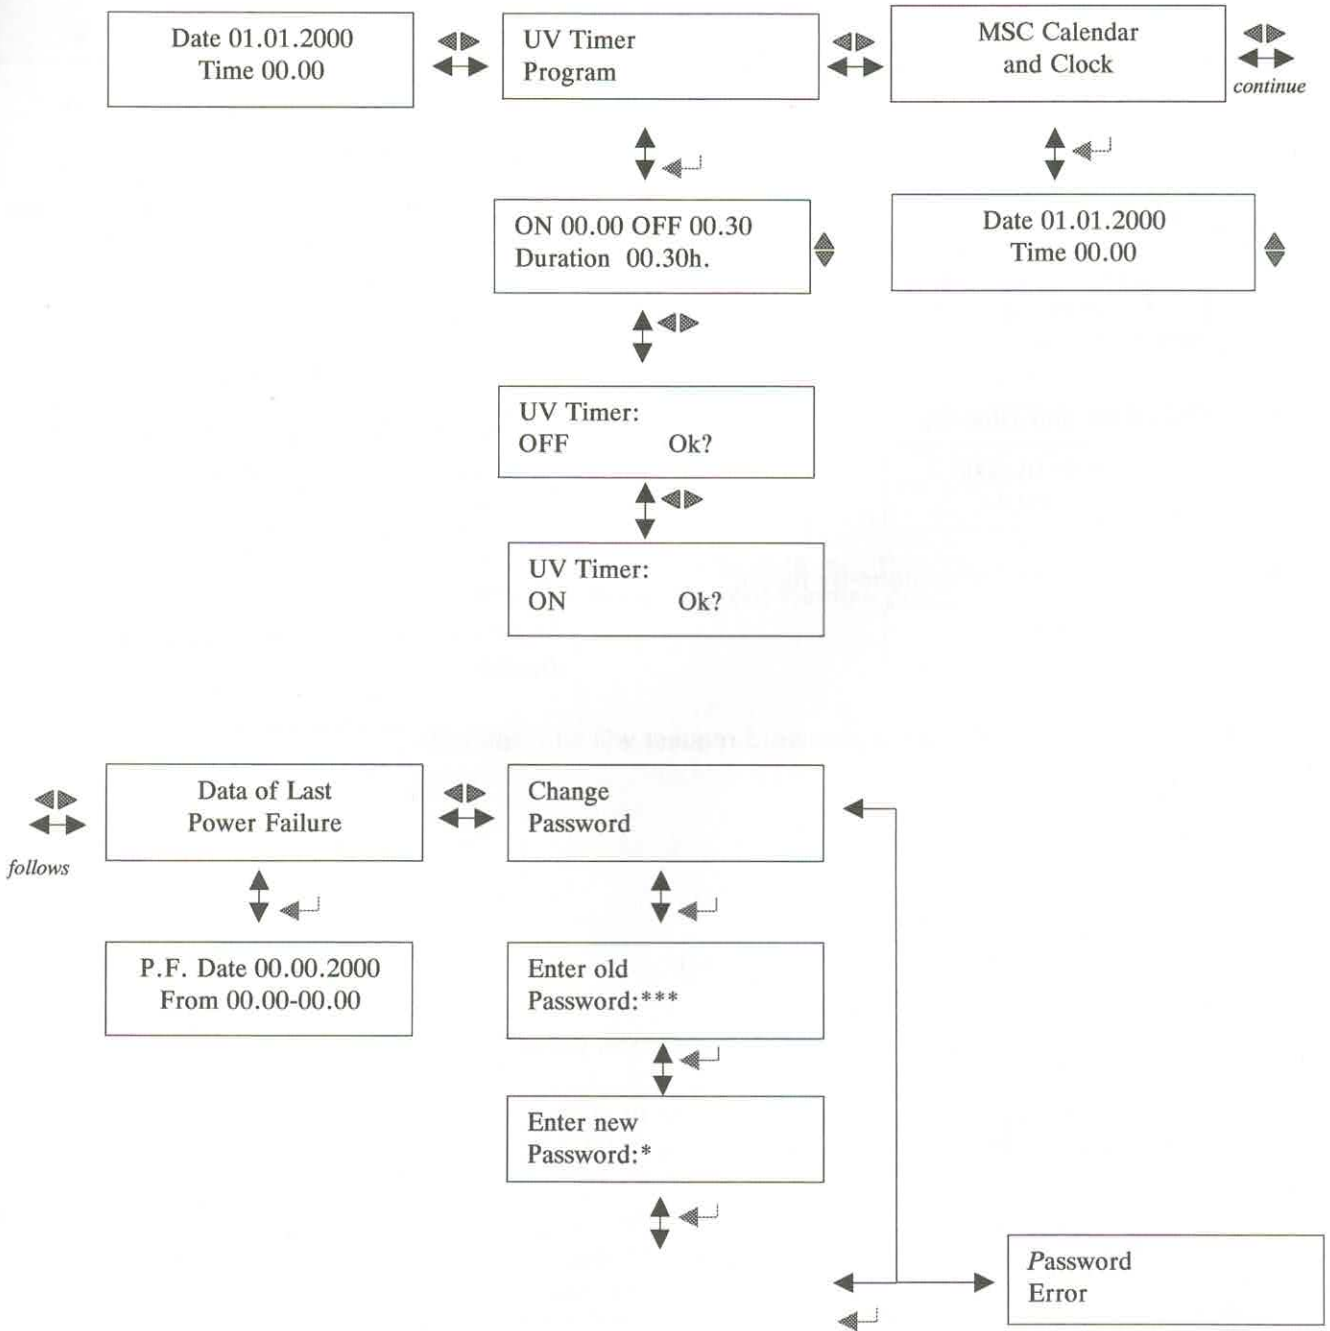 Date 01.01.2000
Time 00.00
UV Timer
Program
MSC Calendar
and Clock
continue
ON 00.00 OFF 00.30
Duration 00.30h.
Date 01.01.2000
Time 00.00
UV Timer:
OFF Ok?
UV Timer:
ON Ok?
follows
Data of Last
Power Failure
Change
Password
P.F. Date 00.00.2000
From 00.00-00.00
Enter old
Password:***
Enter new
Password:*
Password
Error